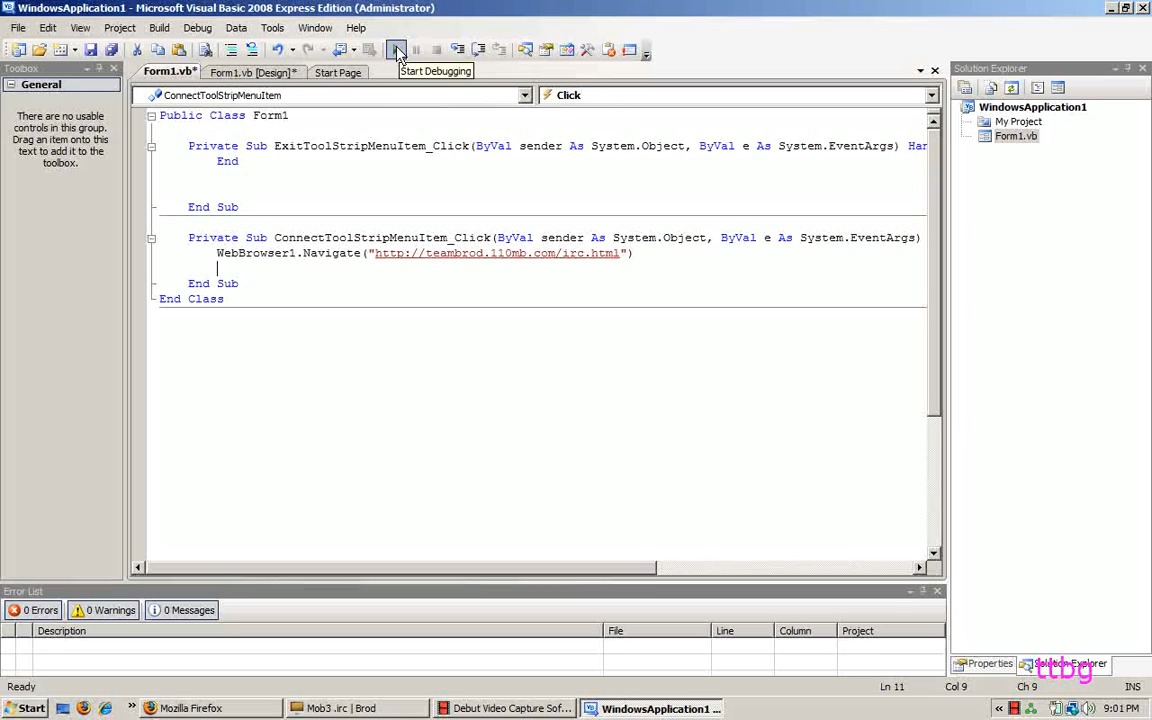 WindowsApplication1 - Microsoft Visual Basic 2008 Express Edition (Administrator)
File Edit View Project Build Debug Data Tools Window Help
Start Debugging
Toolbox
General
There are no usable
controls in this group.
Drag an item onto this
text to add it to the
toolbox.
Form1.vb* Form1.vb [Design]* Start Page
ConnectToolStripMenuItem Click
Public Class Form1
Private Sub ExitToolStripMenuItem_Click(ByVal sender As System.Object, ByVal e As System.EventArgs) Han
End
End Sub
Private Sub ConnectToolStripMenuItem_Click(ByVal sender As System.Object, ByVal e As System.EventArgs)
WebBrowser1.Navigate("http://teambrod.110mb.com/irc.html")
End Sub
End Class
Solution Explorer
WindowsApplication1
My Project
Form1.vb
Error List
0 Errors 0 Warnings 0 Messages
Description File Line Column Project
Properties Solution Explorer
ttbg
Ready Ln 11 Col 9 Ch 9 INS
Start Mozilla Firefox Mob3 .irc | Brod Debut Video Capture Sof... WindowsApplication1 ... 9:01 PM